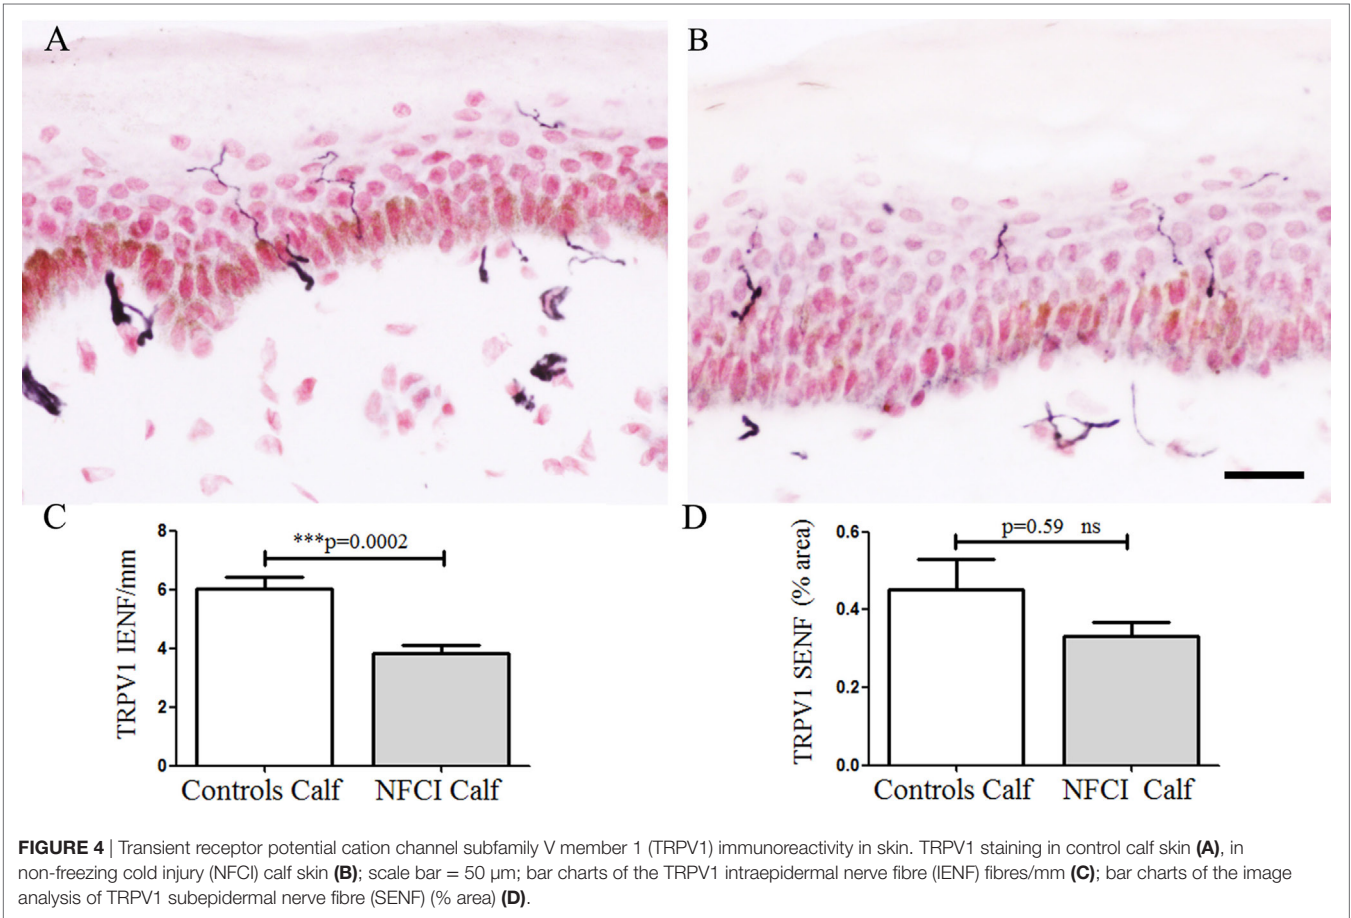 A
B
C
8
6
4
2
0
TRPV1 IENF/mm
***p=0.0002
Controls Calf
NFCI Calf
D
0.6
0.4
0.2
0.0
TRPV1 SENF (% area)
p=0.59 ns
Controls Calf
NFCI Calf
FIGURE 4 | Transient receptor potential cation channel subfamily V member 1 (TRPV1) immunoreactivity in skin. TRPV1 staining in control calf skin (A), in
non-freezing cold injury (NFCI) calf skin (B); scale bar = 50 µm; bar charts of the TRPV1 intraepidermal nerve fibre (IENF) fibres/mm (C); bar charts of the image
analysis of TRPV1 subepidermal nerve fibre (SENF) (% area) (D).